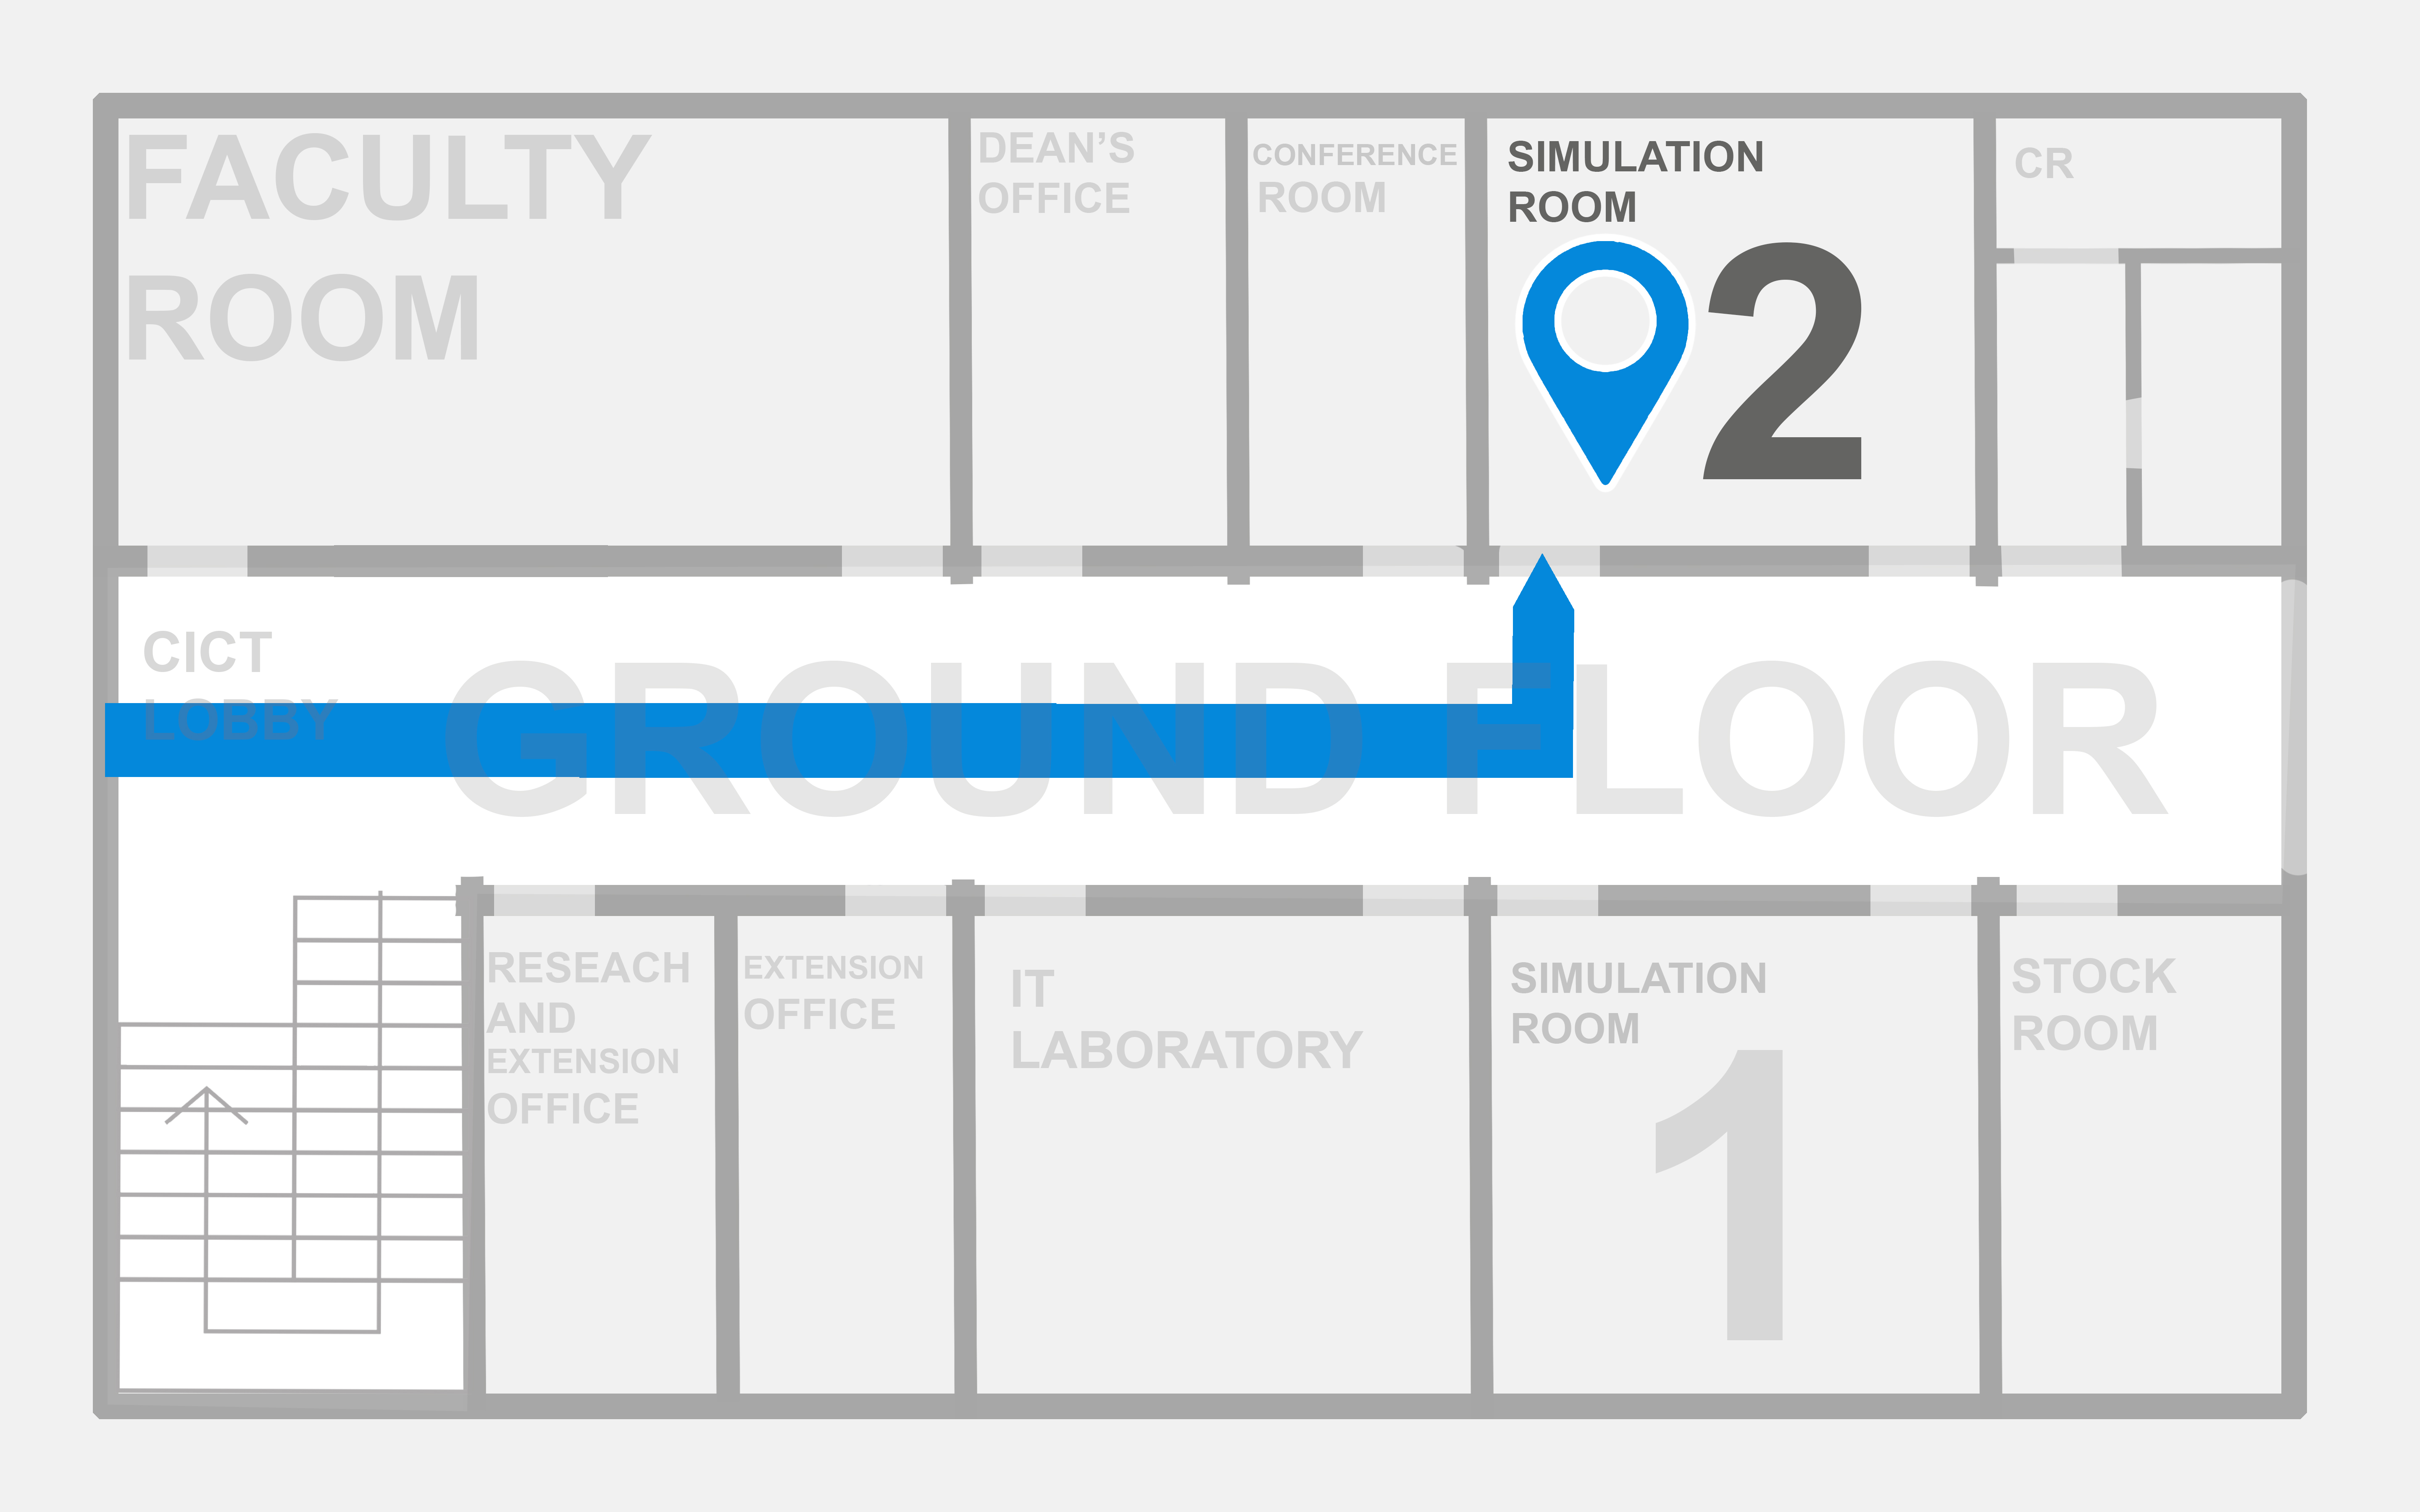 FACULTY
ROOM
DEAN'S
OFFICE
CONFERENCE
ROOM
SIMULATION
ROOM
2
CR
CICT
LOBBY
GROUND FLOOR
RESEACH
AND
EXTENSION
OFFICE
EXTENSION
OFFICE
IT
LABORATORY
SIMULATION
ROOM
1
STOCK
ROOM